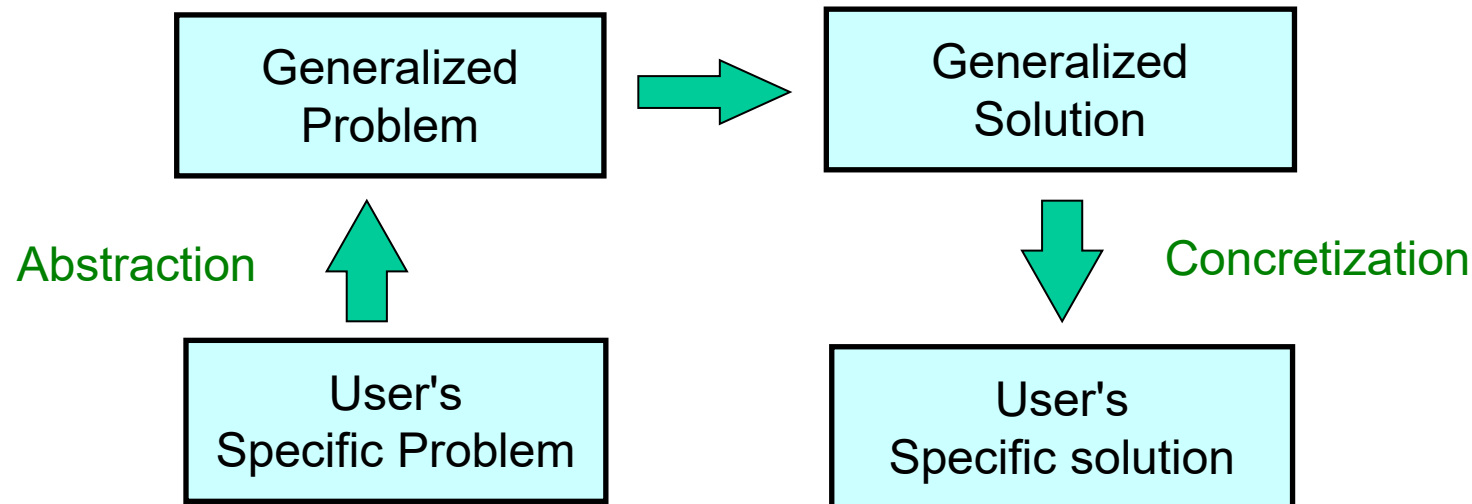 Generalized
Problem
Generalized
Solution
Abstraction
Concretization
User's
Specific Problem
User's
Specific solution